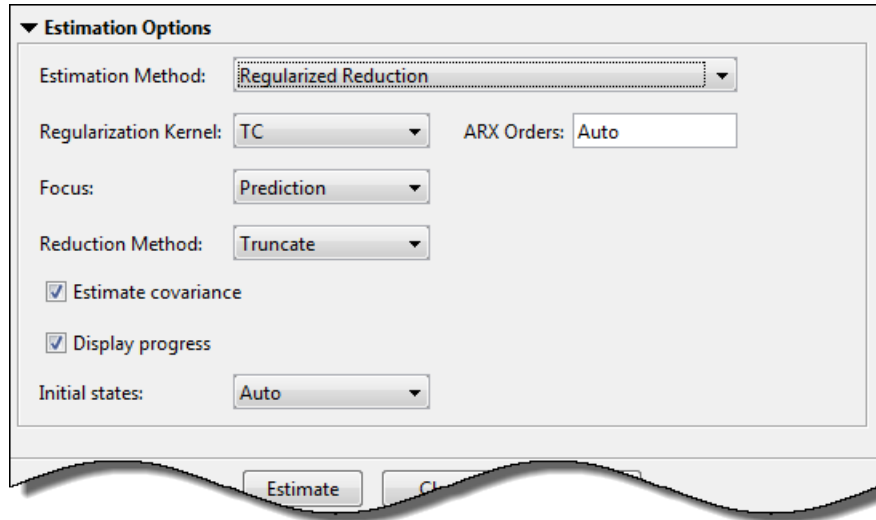 Estimation Options
Estimation Method: Regularized Reduction
Regularization Kernel: TC ARX Orders: Auto
Focus: Prediction
Reduction Method: Truncate
Estimate covariance
Display progress
Initial states: Auto
Estimate